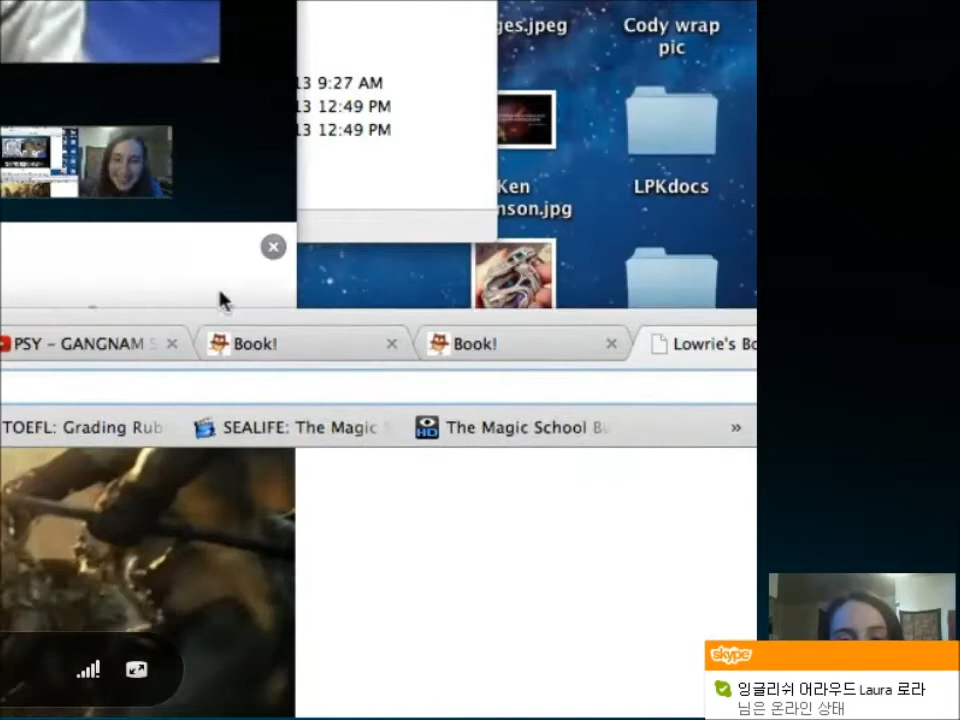 ges.jpeg
Cody wrap
pic
13 9:27 AM
13 12:49 PM
13 12:49 PM
Ken
nson.jpg
LPKdocs
PSY – GANGNAM S
Book!
Book!
Lowrie's Bo
TOEFL: Grading Rub
SEALIFE: The Magic
HD
The Magic School Bu
»
skype
잉글리쉬 어라우드 Laura 로라
님은 온라인 상태